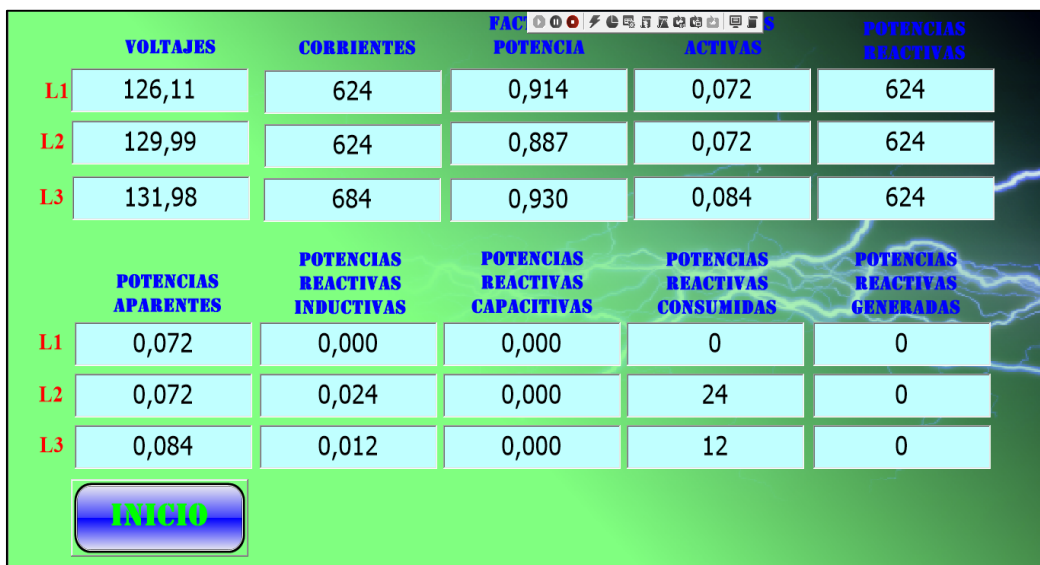 VOLTAJES CORRIENTES POTENCIA ACTIVAS POTENCIAS REACTIVAS
L1 126,11 624 0,914 0,072 624
L2 129,99 624 0,887 0,072 624
L3 131,98 684 0,930 0,084 624
POTENCIAS APARENTES POTENCIAS REACTIVAS INDUCTIVAS POTENCIAS REACTIVAS CAPACITIVAS POTENCIAS REACTIVAS CONSUMIDAS POTENCIAS REACTIVAS GENERADAS
L1 0,072 0,000 0,000 0 0
L2 0,072 0,024 0,000 24 0
L3 0,084 0,012 0,000 12 0
INICIO